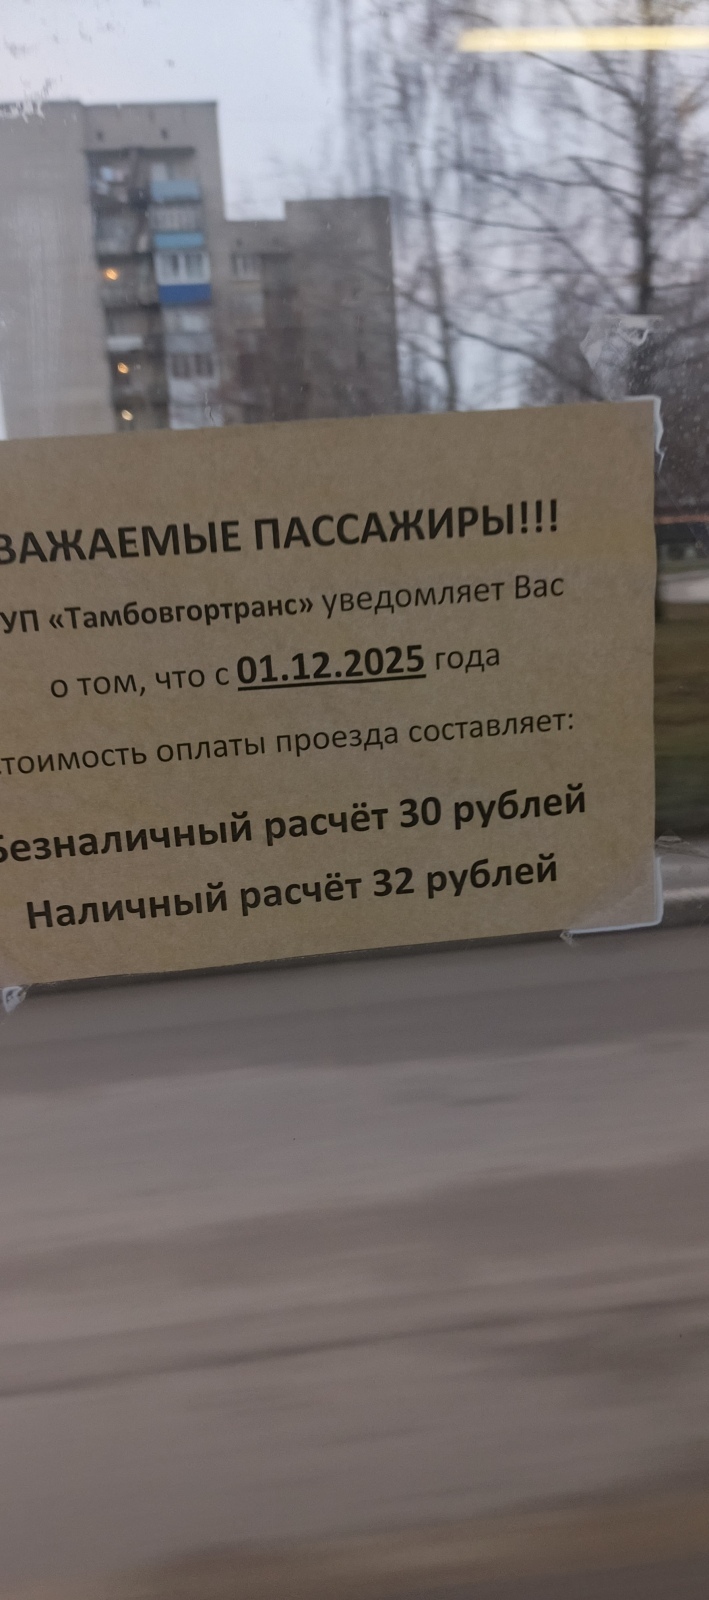 ВАЖАЕМЫЕ ПАССАЖИРЫ!!!
УП «Тамбовгортранс» уведомляет Вас
о том, что с 01.12.2025 года
тоимость оплаты проезда составляет:
Безналичный расчёт 30 рублей
Наличный расчёт 32 рублей